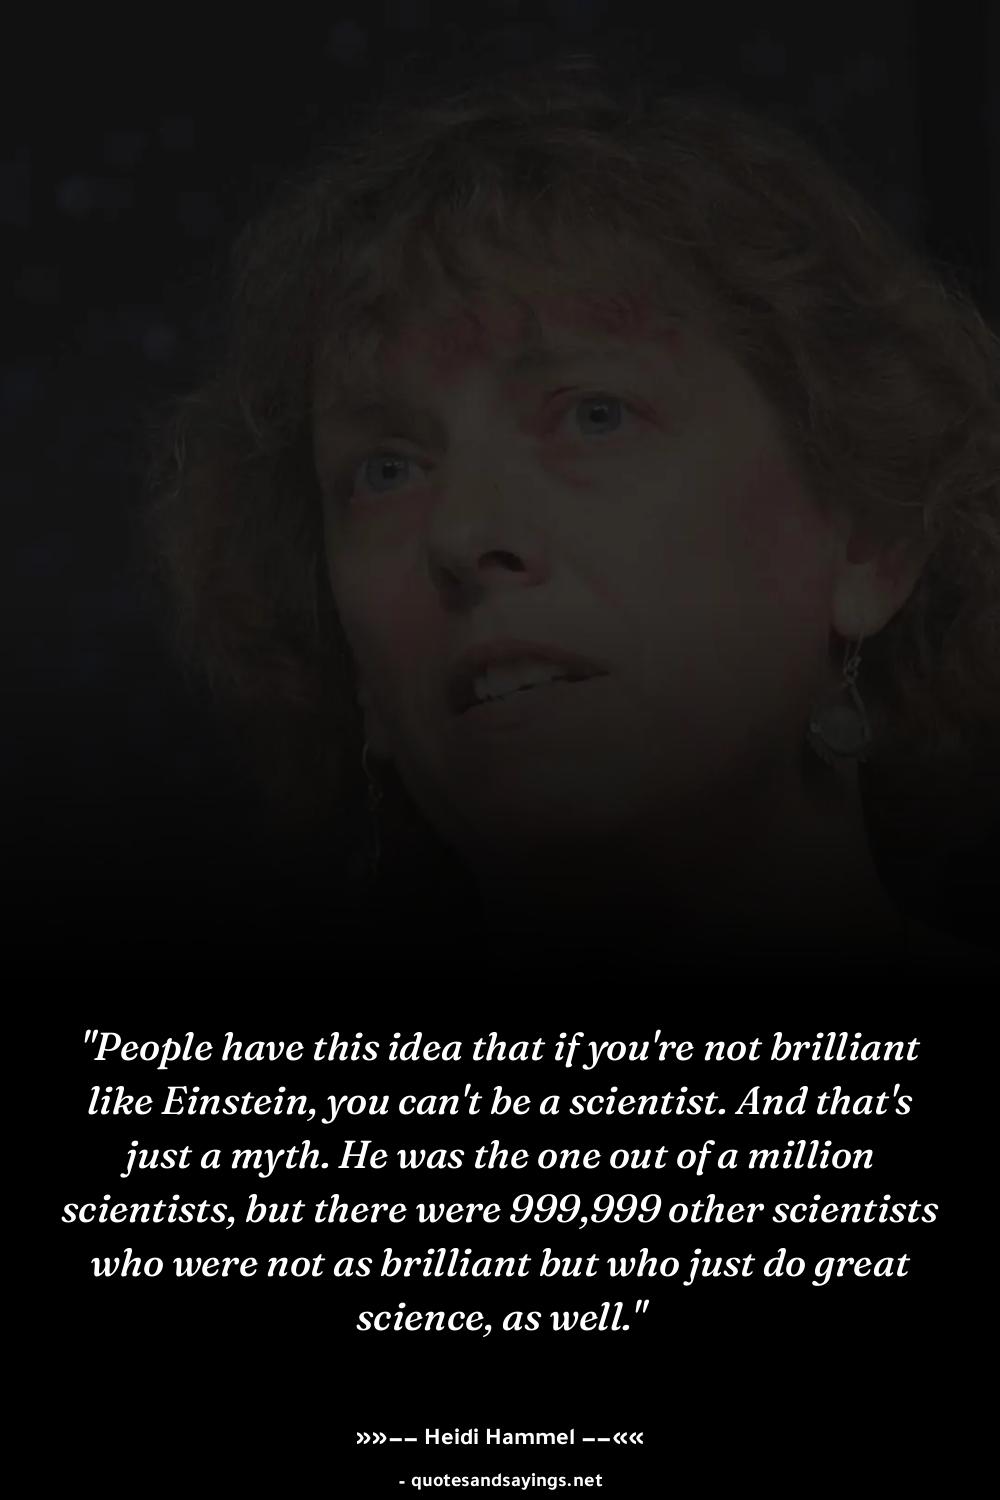 "People have this idea that if you're not brilliant
like Einstein, you can't be a scientist. And that's
just a myth. He was the one out of a million
scientists, but there were 999,999 other scientists
who were not as brilliant but who just do great
science, as well."
»»−− Heidi Hammel −−««
- quotesandsayings.net